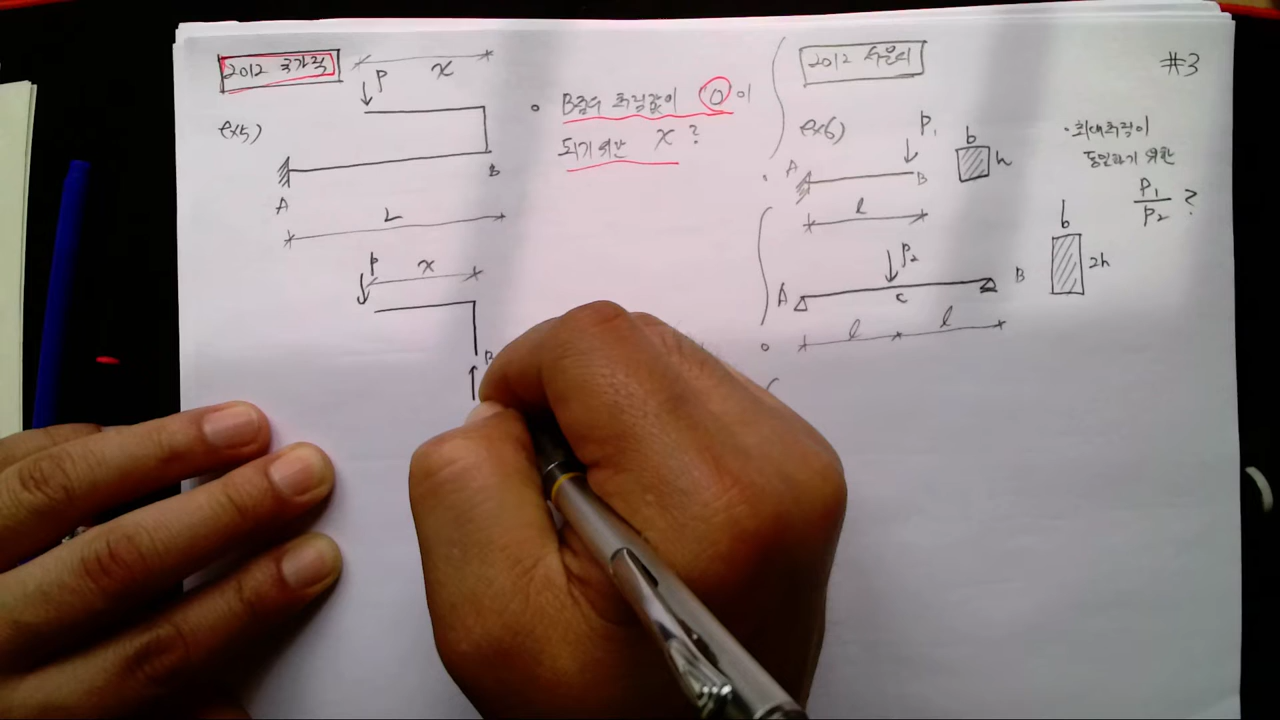 2012 국가직
x
P
ex5)
B
A
L
B점의 처짐값이 0이
되기 위한 x ?
P
x
B
2012 서울시
#3
ex6)
P₁
b
h
A
B
l
최대처짐이
동일하기 위한
P₁/P₂ ?
P₂
A
C
B
l
l
b
2h